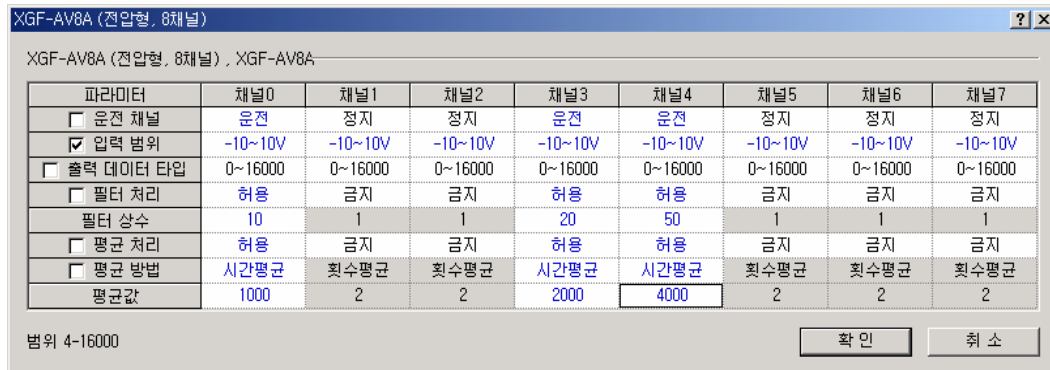 XGF-AV8A (전압형, 8채널)
XGF-AV8A (전압형, 8채널) , XGF-AV8A
파라미터 채널0 채널1 채널2 채널3 채널4 채널5 채널6 채널7
운전 채널 운전 정지 정지 운전 운전 정지 정지 정지
입력 범위 -10~10V -10~10V -10~10V -10~10V -10~10V -10~10V -10~10V -10~10V
출력 데이터 타입 0~16000 0~16000 0~16000 0~16000 0~16000 0~16000 0~16000 0~16000
필터 처리 허용 금지 금지 허용 허용 금지 금지 금지
필터 상수 10 1 1 20 50 1 1 1
평균 처리 허용 금지 금지 허용 허용 금지 금지 금지
평균 방법 시간평균 횟수평균 횟수평균 시간평균 시간평균 횟수평균 횟수평균 횟수평균
평균값 1000 2 2 2000 4000 2 2 2
범위 4-16000 확인 취소